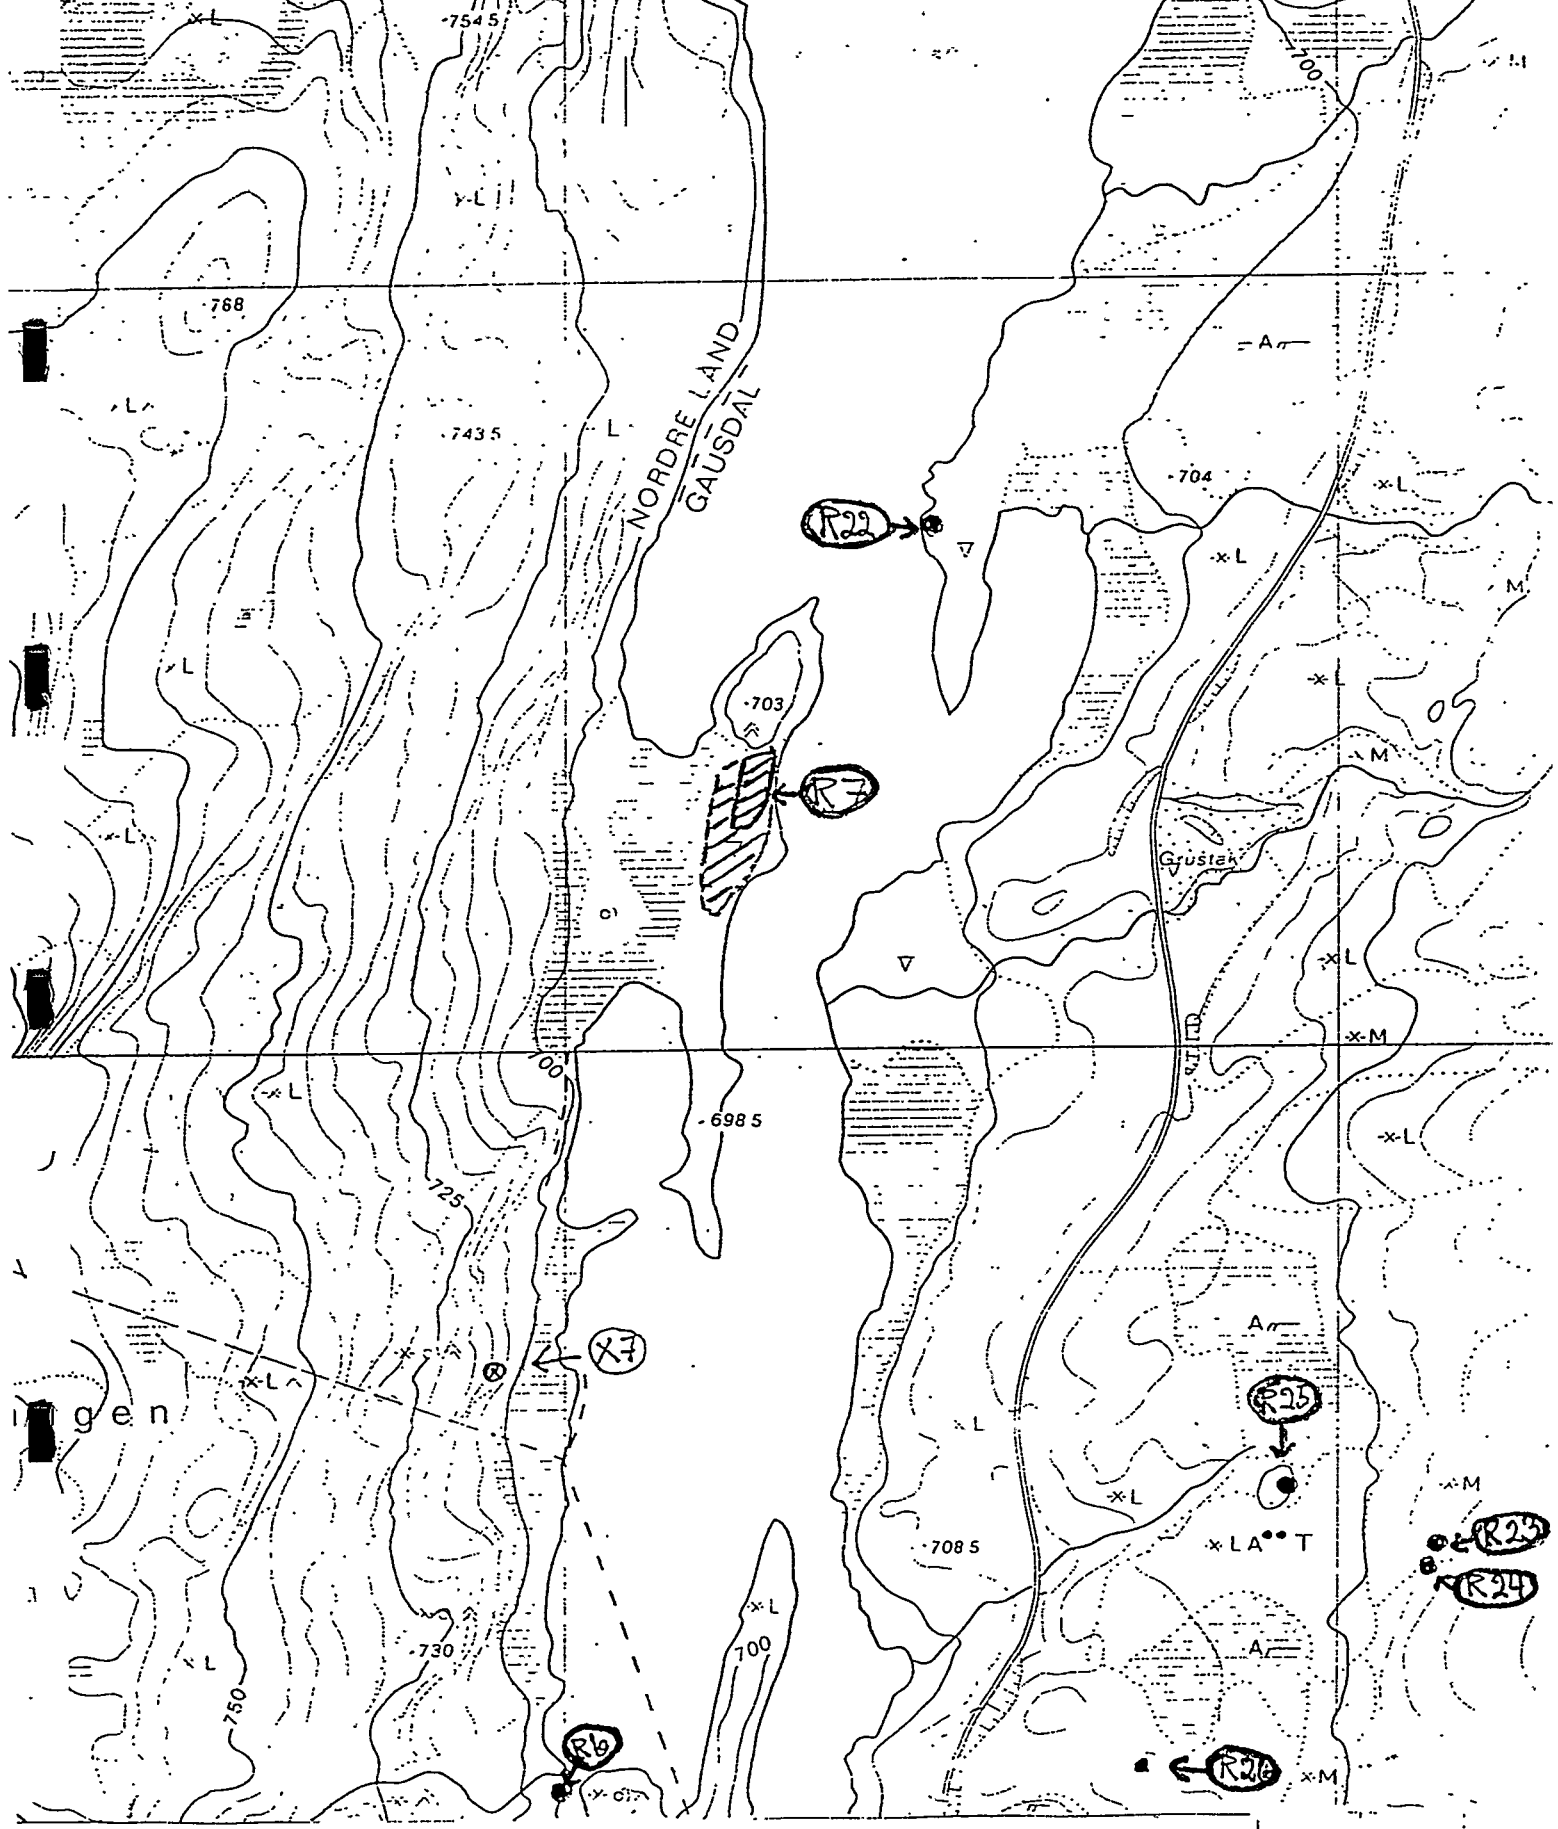 -754 5
x L
M
700
x-L
·768
A
L
·743 5
L
NORDRE LAND
GAUSDAL
·704
x-L
R22
x-L
M
L
x-L
·703
M
R7
x-L
Grustak
x-L
x-M
700
x-L
·698 5
x-L
725
A
X7
x-L
gen
R25
x L
x-L
x-M
·708 5
x LA •• T
R23
R24
x-L
700
·730
A
x L
750
R6
R26
x-M